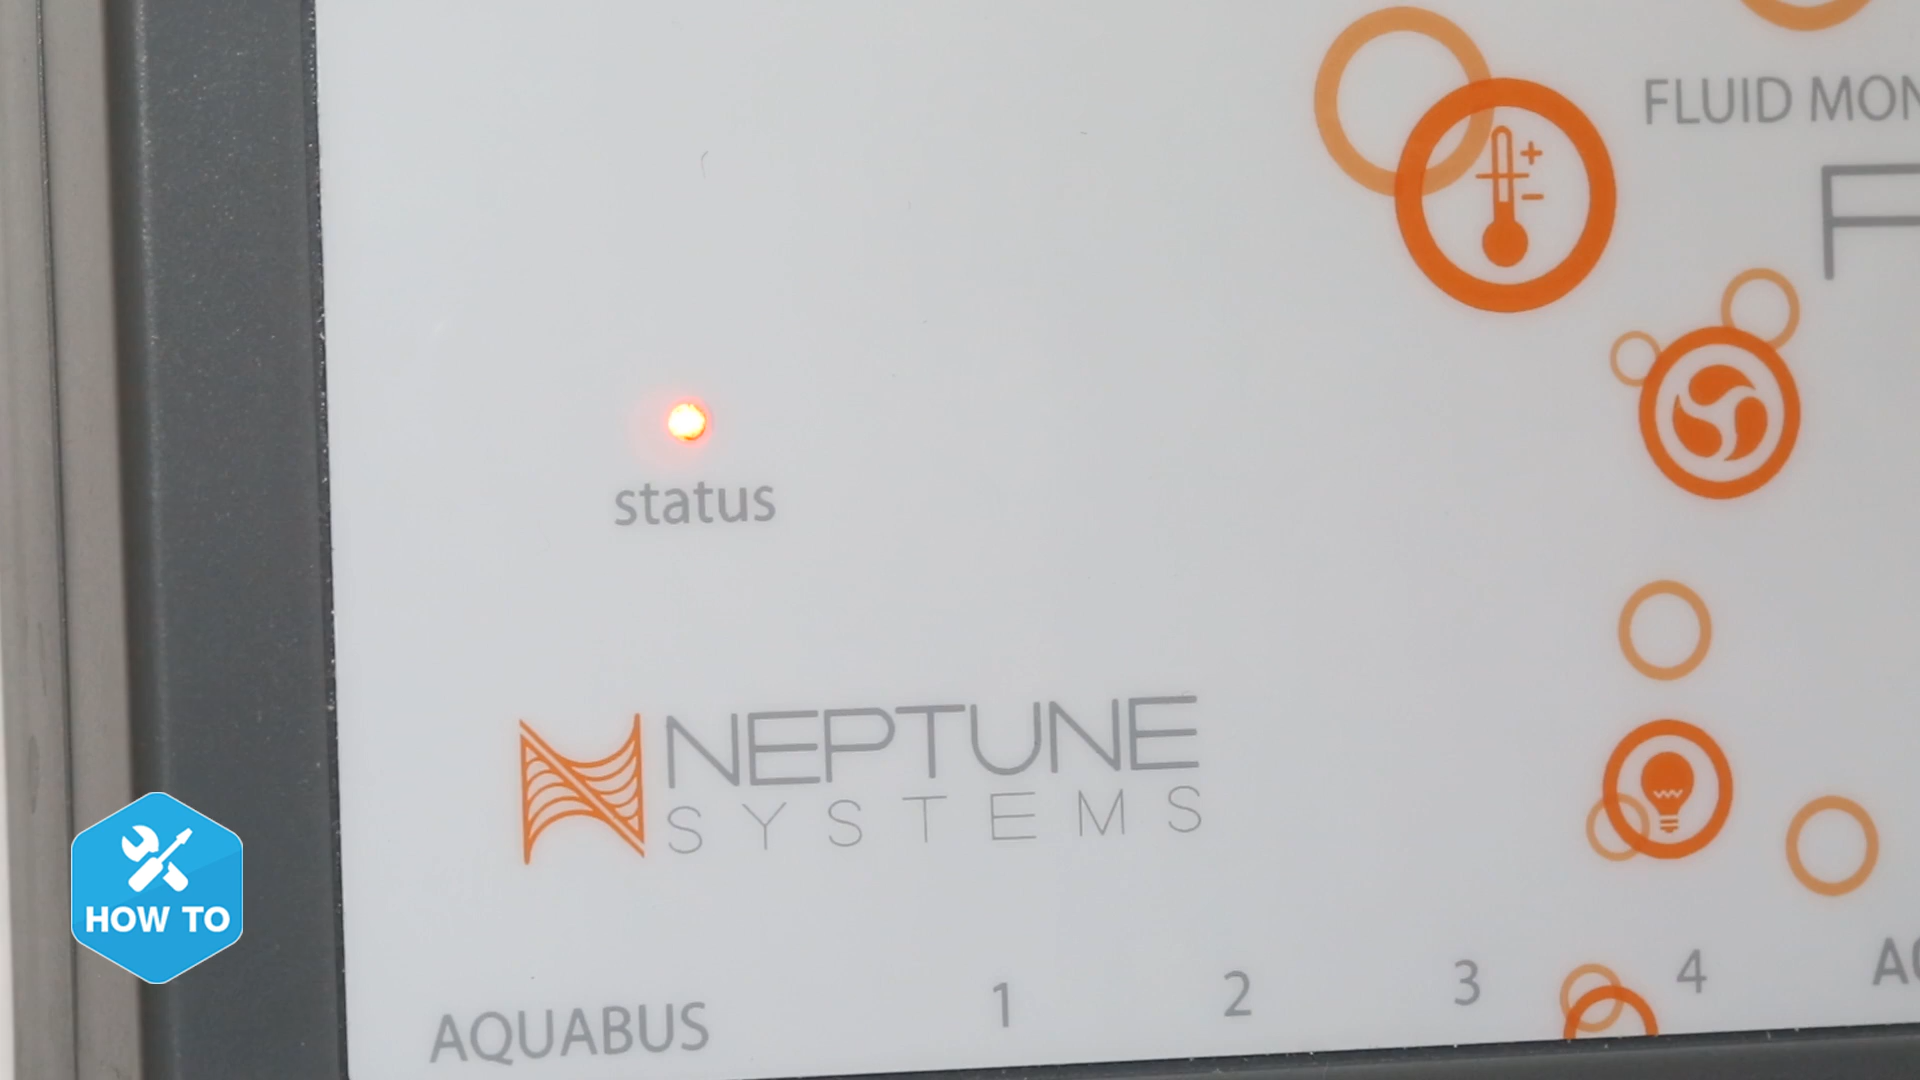 FLUID MON
F
status
NEPTUNE
SYSTEMS
HOW TO
AQUABUS 1 2 3 4